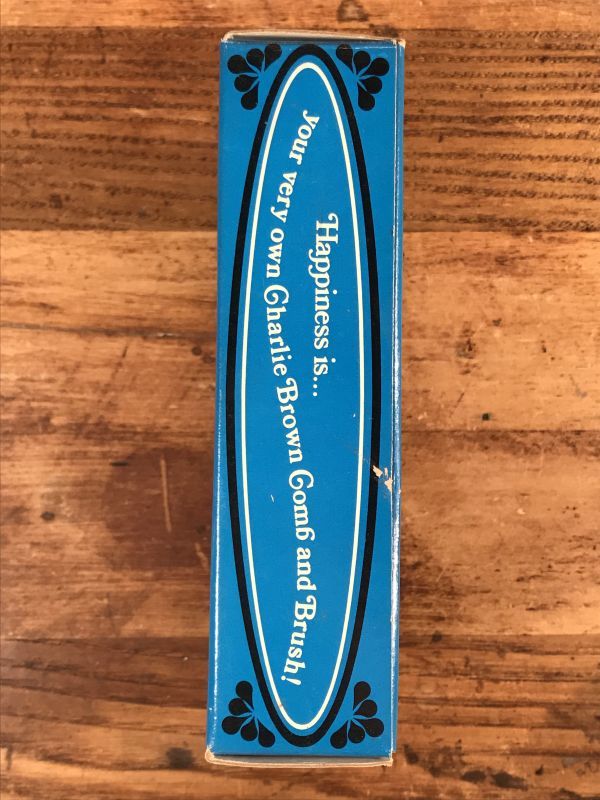 Happiness is...
your very own Charlie Brown Comb and Brush!